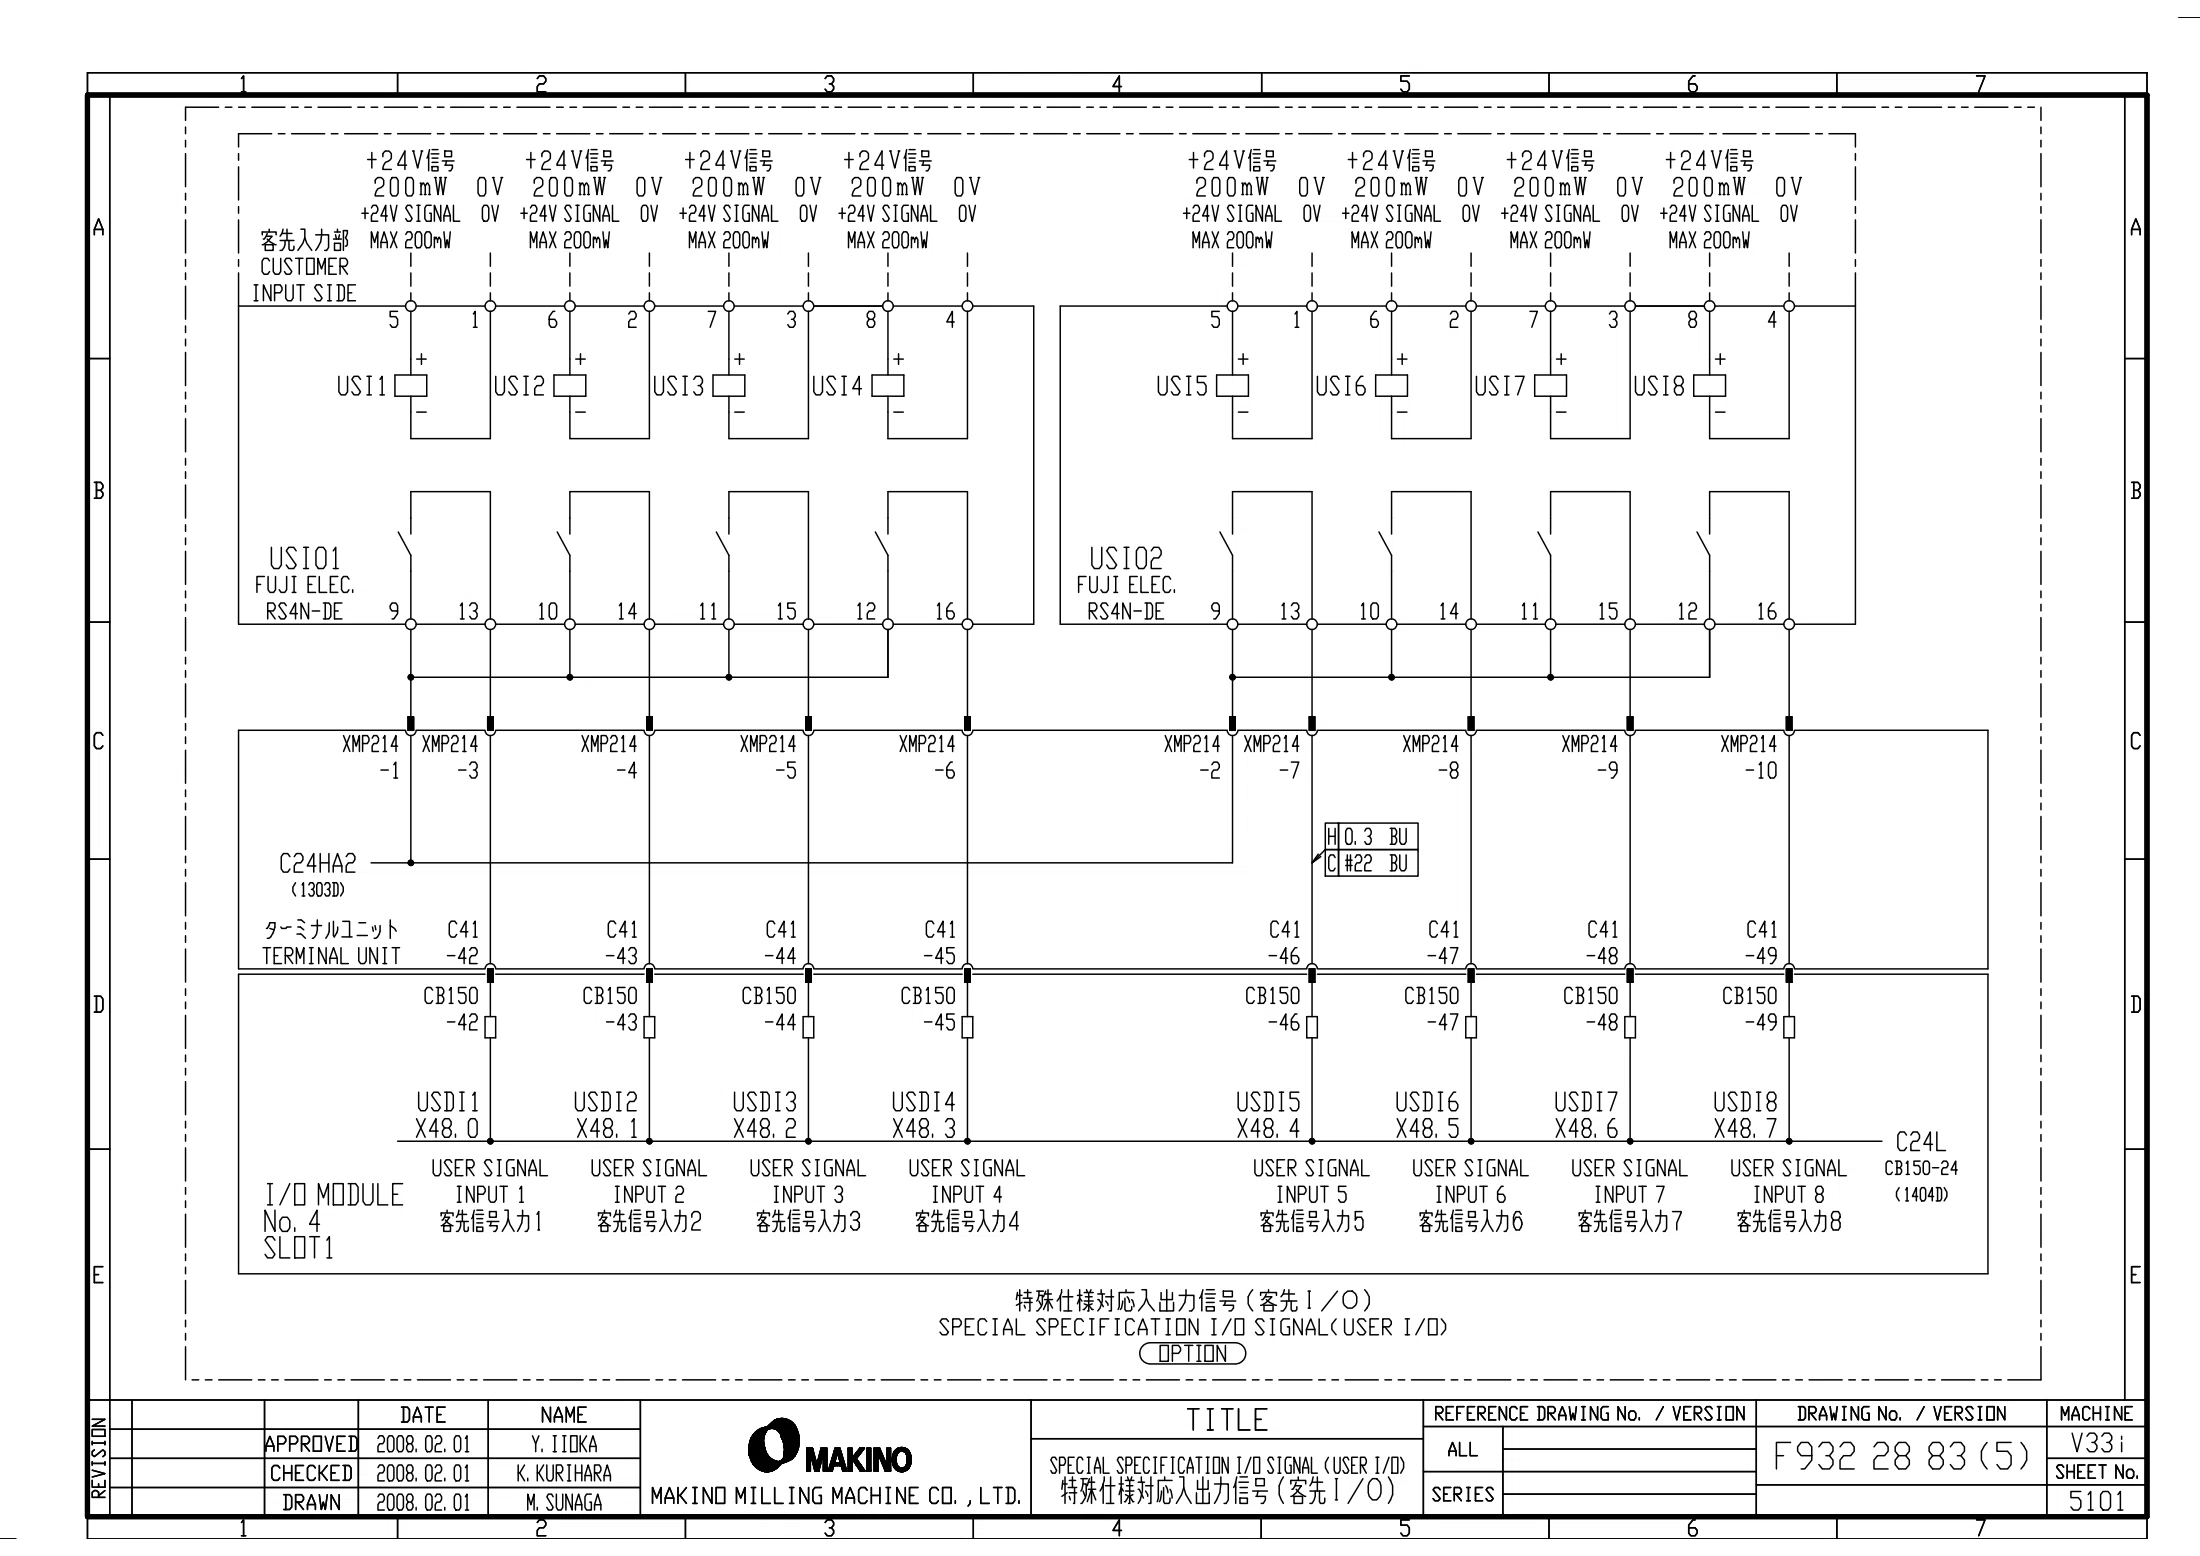 1 2 3 4 5 6 7
+24V信号 +24V信号 +24V信号 +24V信号 +24V信号 +24V信号 +24V信号 +24V信号
200mW 0V 200mW 0V 200mW 0V 200mW 0V 200mW 0V 200mW 0V 200mW 0V 200mW 0V
A +24V SIGNAL 0V +24V SIGNAL 0V +24V SIGNAL 0V +24V SIGNAL 0V +24V SIGNAL 0V +24V SIGNAL 0V +24V SIGNAL 0V +24V SIGNAL 0V A
客先入力部 MAX 200mW MAX 200mW MAX 200mW MAX 200mW MAX 200mW MAX 200mW MAX 200mW MAX 200mW
CUSTOMER
INPUT SIDE
5 1 6 2 7 3 8 4 5 1 6 2 7 3 8 4
+ + + + + + + +
USI1 USI2 USI3 USI4 USI5 USI6 USI7 USI8
- - - - - - - -
B B
USIO1 USIO2
FUJI ELEC. FUJI ELEC.
RS4N-DE 9 13 10 14 11 15 12 16 RS4N-DE 9 13 10 14 11 15 12 16
C XMP214 XMP214 XMP214 XMP214 XMP214 XMP214 XMP214 XMP214 XMP214 XMP214 C
-1 -3 -4 -5 -6 -2 -7 -8 -9 -10
H 0.3 BU
C24HA2 C #22 BU
(1303D)
ターミナルユニット C41 C41 C41 C41 C41 C41 C41 C41
TERMINAL UNIT -42 -43 -44 -45 -46 -47 -48 -49
D CB150 CB150 CB150 CB150 CB150 CB150 CB150 CB150 D
-42 -43 -44 -45 -46 -47 -48 -49
USDI1 USDI2 USDI3 USDI4 USDI5 USDI6 USDI7 USDI8
X48.0 X48.1 X48.2 X48.3 X48.4 X48.5 X48.6 X48.7 C24L
USER SIGNAL USER SIGNAL USER SIGNAL USER SIGNAL USER SIGNAL USER SIGNAL USER SIGNAL USER SIGNAL CB150-24
I/O MODULE INPUT 1 INPUT 2 INPUT 3 INPUT 4 INPUT 5 INPUT 6 INPUT 7 INPUT 8 (1404D)
No. 4 客先信号入力1 客先信号入力2 客先信号入力3 客先信号入力4 客先信号入力5 客先信号入力6 客先信号入力7 客先信号入力8
SLOT1
E E
特殊仕様対応入出力信号(客先I/O)
SPECIAL SPECIFICATION I/O SIGNAL(USER I/O)
OPTION
REVISION
DATE NAME
APPROVED 2008.02.01 Y. IIOKA
CHECKED 2008.02.01 K. KURIHARA
DRAWN 2008.02.01 M. SUNAGA
MAKINO
MAKINO MILLING MACHINE CO.,LTD.
TITLE
SPECIAL SPECIFICATION I/O SIGNAL(USER I/O)
特殊仕様対応入出力信号(客先I/O)
REFERENCE DRAWING No. / VERSION
ALL
SERIES
DRAWING No. / VERSION
F932 28 83(5)
MACHINE
V33i
SHEET No.
5101
1 2 3 4 5 6 7